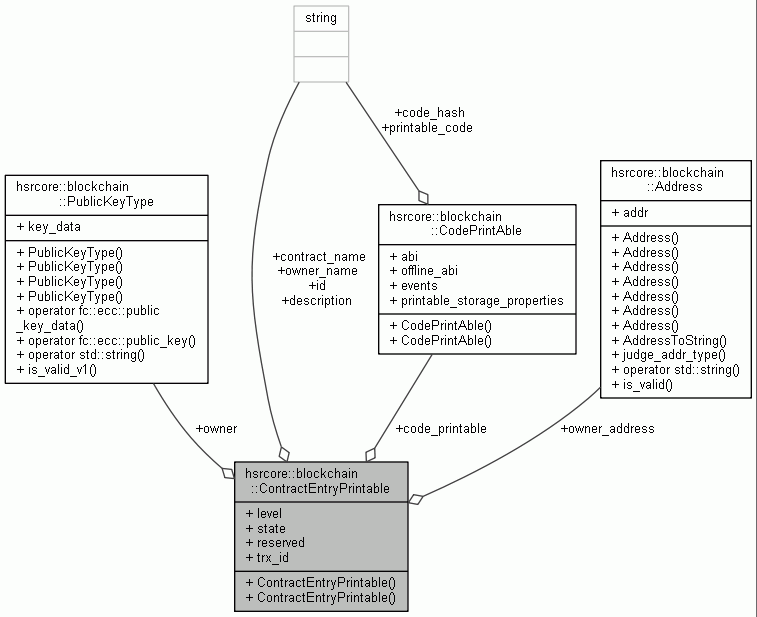 string
+code_hash
+printable_code
hsrcore::blockchain
::PublicKeyType
+ key_data
+ PublicKeyType()
+ PublicKeyType()
+ PublicKeyType()
+ PublicKeyType()
+ operator fc::ecc::public
_key_data()
+ operator fc::ecc::public_key()
+ operator std::string()
+ is_valid_v1()
+contract_name
+owner_name
+id
+description
hsrcore::blockchain
::CodePrintAble
+ abi
+ offline_abi
+ events
+ printable_storage_properties
+ CodePrintAble()
+ CodePrintAble()
hsrcore::blockchain
::Address
+ addr
+ Address()
+ Address()
+ Address()
+ Address()
+ Address()
+ Address()
+ Address()
+ AddressToString()
+ judge_addr_type()
+ operator std::string()
+ is_valid()
+owner
+code_printable
+owner_address
hsrcore::blockchain
::ContractEntryPrintable
+ level
+ state
+ reserved
+ trx_id
+ ContractEntryPrintable()
+ ContractEntryPrintable()